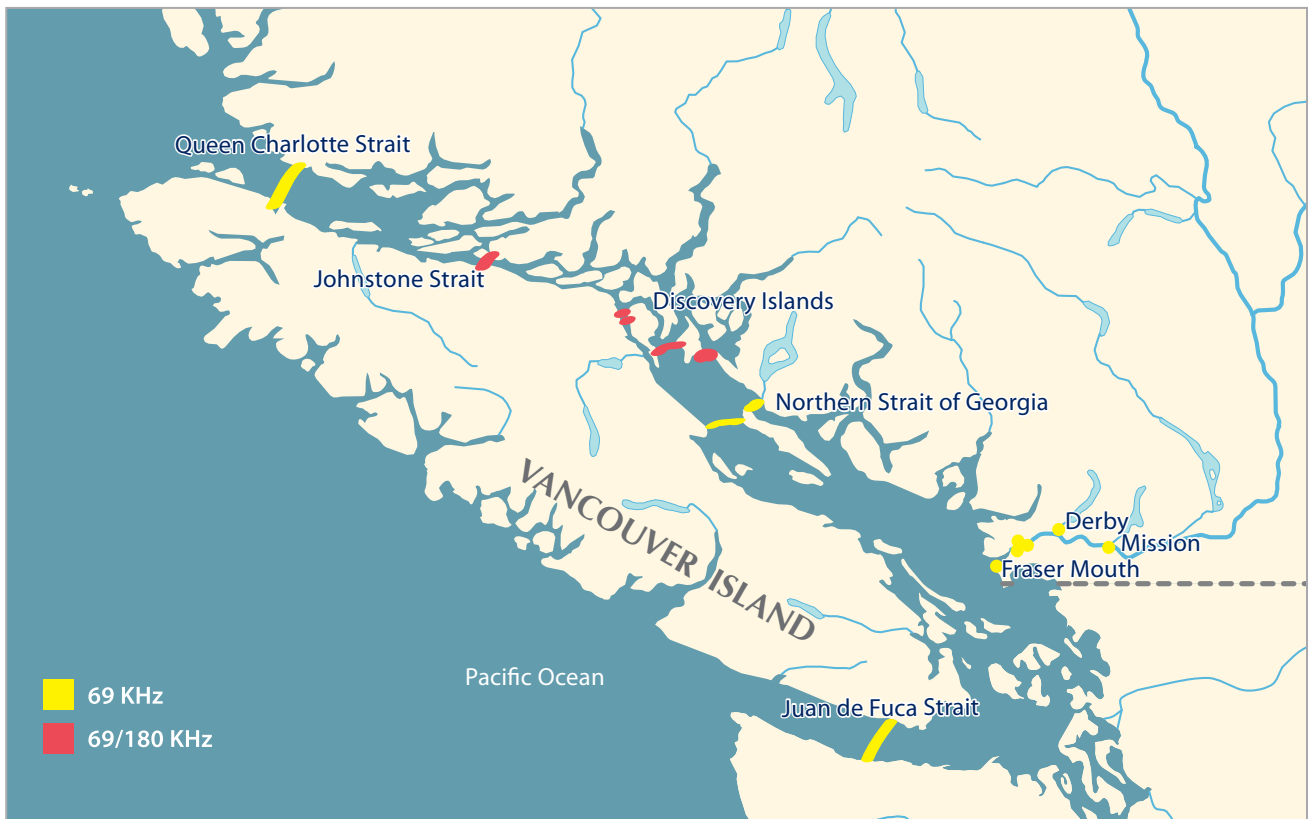 Queen Charlotte Strait
Johnstone Strait
Discovery Islands
Northern Strait of Georgia
VANCOUVER ISLAND
Derby
Mission
Fraser Mouth
Pacific Ocean
Juan de Fuca Strait
69 KHz
69/180 KHz